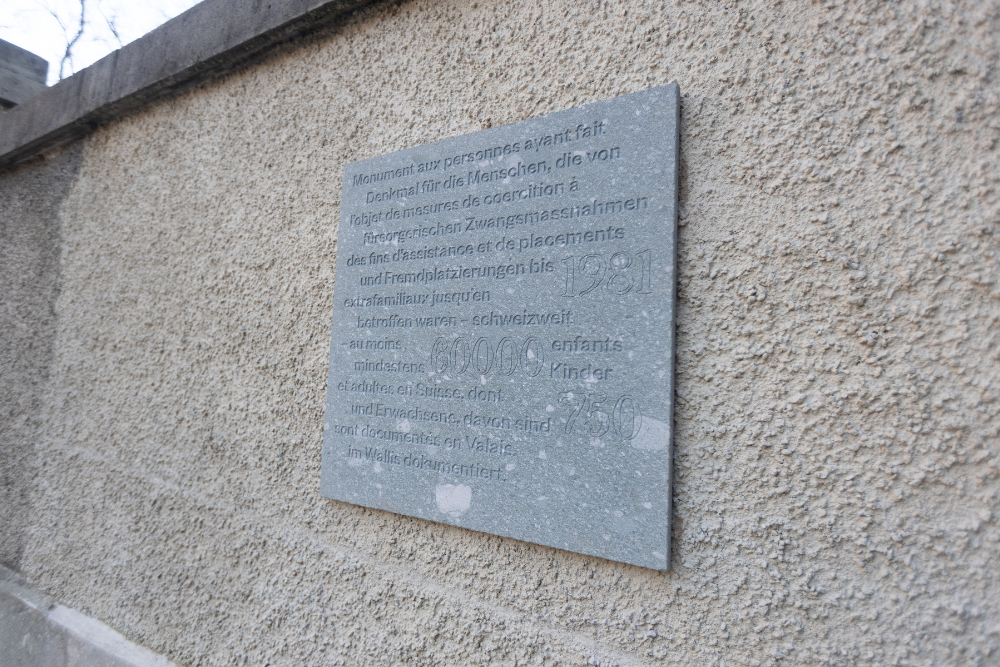 Monument aux personnes ayant fait
Denkmal für die Menschen, die von
l'objet de mesures de coercition à
fürsorgerischen Zwangsmassnahmen
des fins d'assistance et de placements
und Fremdplatzierungen bis 1981
extrafamiliaux jusqu'en
betroffen waren – schweizweit
– au moins 60000 enfants
mindestens Kinder
et adultes en Suisse, dont
und Erwachsene, davon sind 750
sont documentés en Valais.
im Wallis dokumentiert.